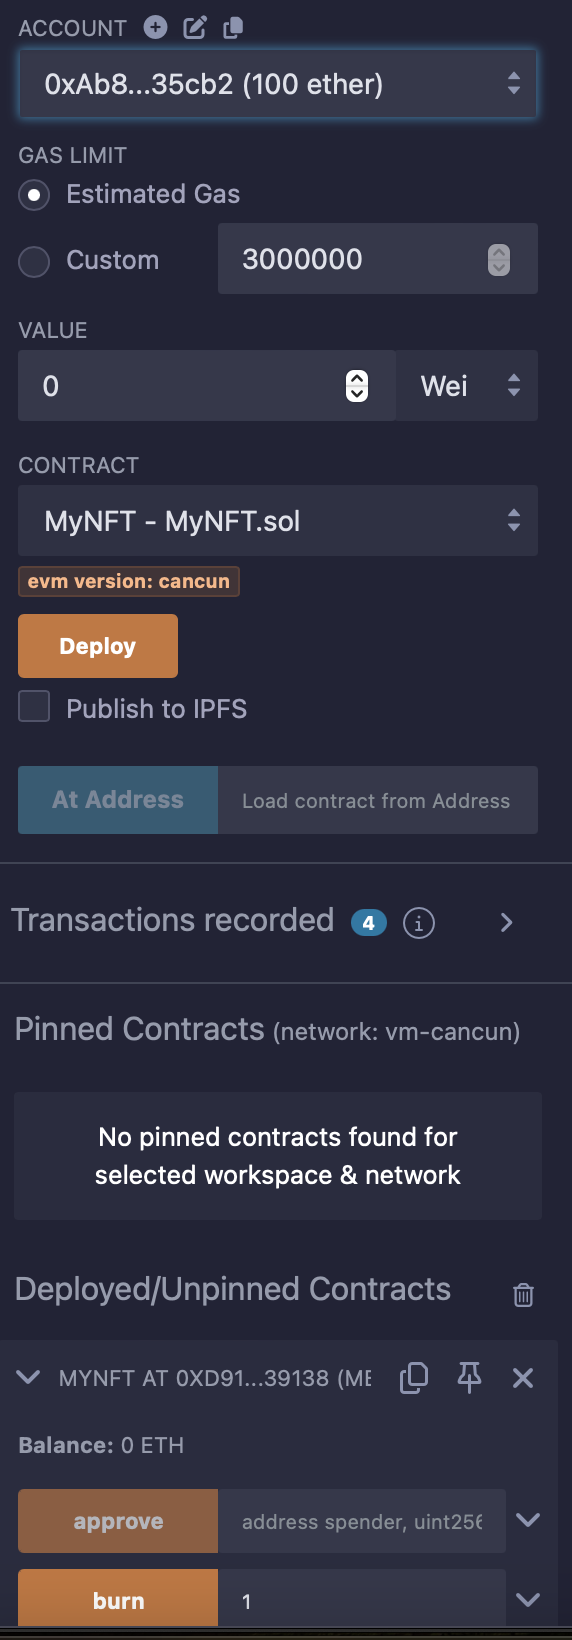 ACCOUNT
0xAb8...35cb2 (100 ether)
GAS LIMIT
Estimated Gas
Custom
3000000
VALUE
0
Wei
CONTRACT
MyNFT - MyNFT.sol
evm version: cancun
Deploy
Publish to IPFS
At Address
Load contract from Address
Transactions recorded 4 i
Pinned Contracts (network: vm-cancun)
No pinned contracts found for
selected workspace & network
Deployed/Unpinned Contracts
MYNFT AT 0XD91...39138 (ME
Balance: 0 ETH
approve
address spender, uint256
burn
1